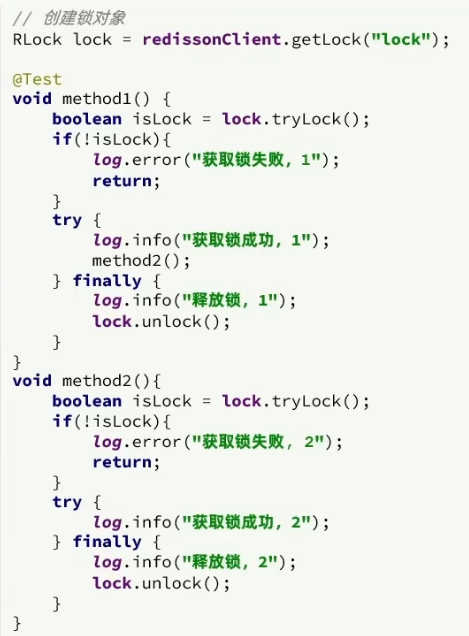 // 创建锁对象
RLock lock = redissonClient.getLock("lock");
@Test
void method1() {
    boolean isLock = lock.tryLock();
    if(!isLock){
        log.error("获取锁失败, 1");
        return;
    }
    try {
        log.info("获取锁成功, 1");
        method2();
    } finally {
        log.info("释放锁, 1");
        lock.unlock();
    }
}
void method2(){
    boolean isLock = lock.tryLock();
    if(!isLock){
        log.error("获取锁失败, 2");
        return;
    }
    try {
        log.info("获取锁成功, 2");
    } finally {
        log.info("释放锁, 2");
        lock.unlock();
    }
}